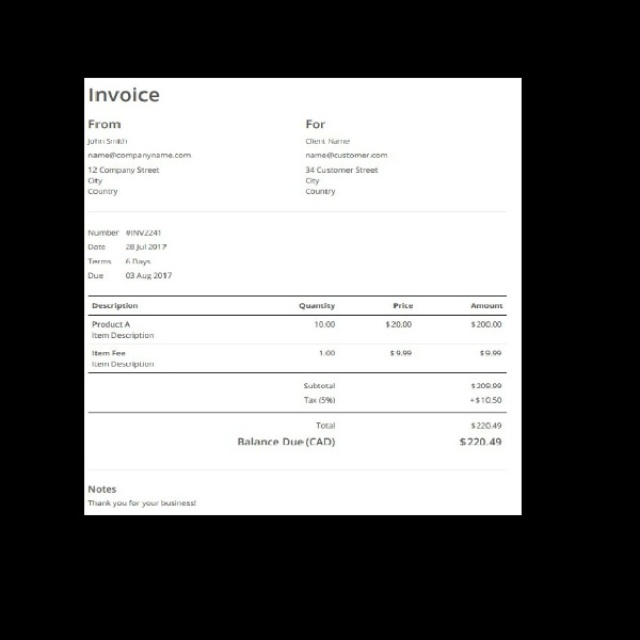 Invoice
From
John Smith
name@companyname.com
12 Company Street
City
Country
For
Client Name
name@customer.com
34 Customer Street
City
Country
Number #INV2241
Date 28 Jul 2017
Terms 6 Days
Due 03 Aug 2017
Description Quantity Price Amount
Product A 10.00 $20.00 $200.00
Item Description
Item Fee 1.00 $9.99 $9.99
Item Description
Subtotal $209.99
Tax (5%) +$10.50
Total $220.49
Balance Due (CAD) $220.49
Notes
Thank you for your business!